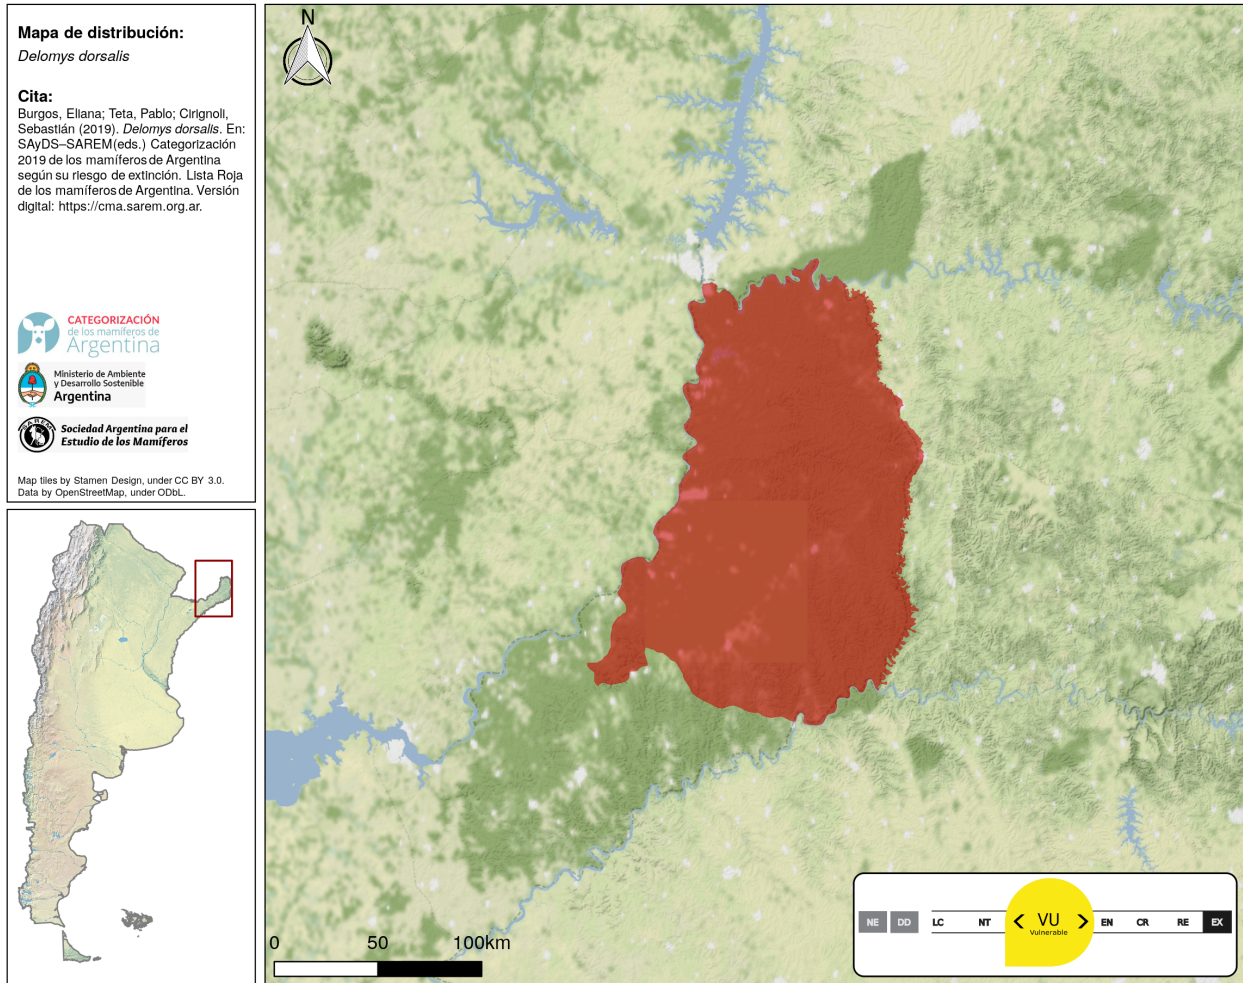 Mapa de distribución:
Delomys dorsalis
Cita:
Burgos, Eliana; Teta, Pablo; Cirignoli,
Sebastián (2019). Delomys dorsalis. En:
SAyDS–SAREM(eds.) Categorización
2019 de los mamíferos de Argentina
según su riesgo de extinción. Lista Roja
de los mamíferos de Argentina. Versión
digital: https://cma.sarem.org.ar.
CATEGORIZACIÓN
de los mamíferos de
Argentina
Ministerio de Ambiente
y Desarrollo Sostenible
Argentina
SAREM
Sociedad Argentina para el
Estudio de los Mamíferos
Map tiles by Stamen Design, under CC BY 3.0.
Data by OpenStreetMap, under ODbL.
N
0 50 100km
NE DD LC NT VU EN CR RE EX
Vulnerable